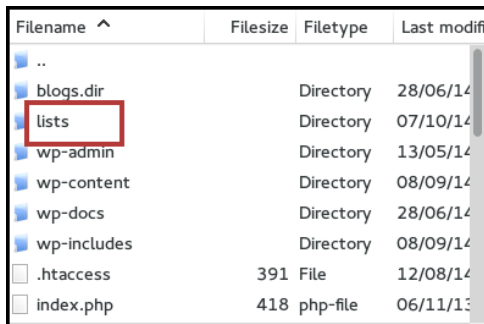 Filename Filesize Filetype Last modifi
..
blogs.dir Directory 28/06/14
lists Directory 07/10/14
wp-admin Directory 13/05/14
wp-content Directory 08/09/14
wp-docs Directory 28/06/14
wp-includes Directory 08/09/14
.htaccess 391 File 12/08/14
index.php 418 php-file 06/11/13